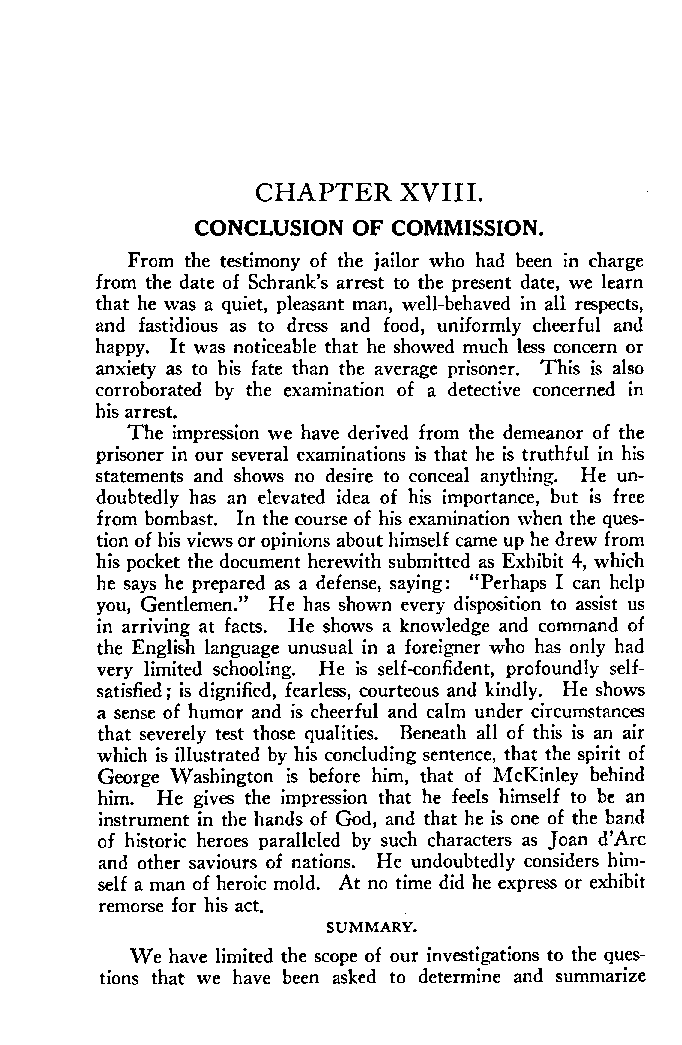 CHAPTER XVIII.
CONCLUSION OF COMMISSION.
From the testimony of the jailor who had been in charge
from the date of Schrank's arrest to the present date, we learn
that he was a quiet, pleasant man, well-behaved in all respects,
and fastidious as to dress and food, uniformly cheerful and
happy. It was noticeable that he showed much less concern or
anxiety as to his fate than the average prisoner. This is also
corroborated by the examination of a detective concerned in
his arrest.
The impression we have derived from the demeanor of the
prisoner in our several examinations is that he is truthful in his
statements and shows no desire to conceal anything. He un-
doubtedly has an elevated idea of his importance, but is free
from bombast. In the course of his examination when the ques-
tion of his views or opinions about himself came up he drew from
his pocket the document herewith submitted as Exhibit 4, which
he says he prepared as a defense, saying: "Perhaps I can help
you, Gentlemen." He has shown every disposition to assist us
in arriving at facts. He shows a knowledge and command of
the English language unusual in a foreigner who has only had
very limited schooling. He is self-confident, profoundly self-
satisfied; is dignified, fearless, courteous and kindly. He shows
a sense of humor and is cheerful and calm under circumstances
that severely test those qualities. Beneath all of this is an air
which is illustrated by his concluding sentence, that the spirit of
George Washington is before him, that of McKinley behind
him. He gives the impression that he feels himself to be an
instrument in the hands of God, and that he is one of the band
of historic heroes paralleled by such characters as Joan d'Arc
and other saviours of nations. He undoubtedly considers him-
self a man of heroic mold. At no time did he express or exhibit
remorse for his act.
SUMMARY.
We have limited the scope of our investigations to the ques-
tions that we have been asked to determine and summarize